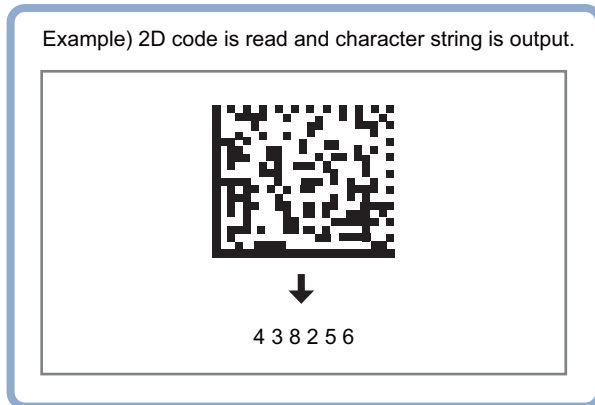 Example) 2D code is read and character string is output.
4 3 8 2 5 6